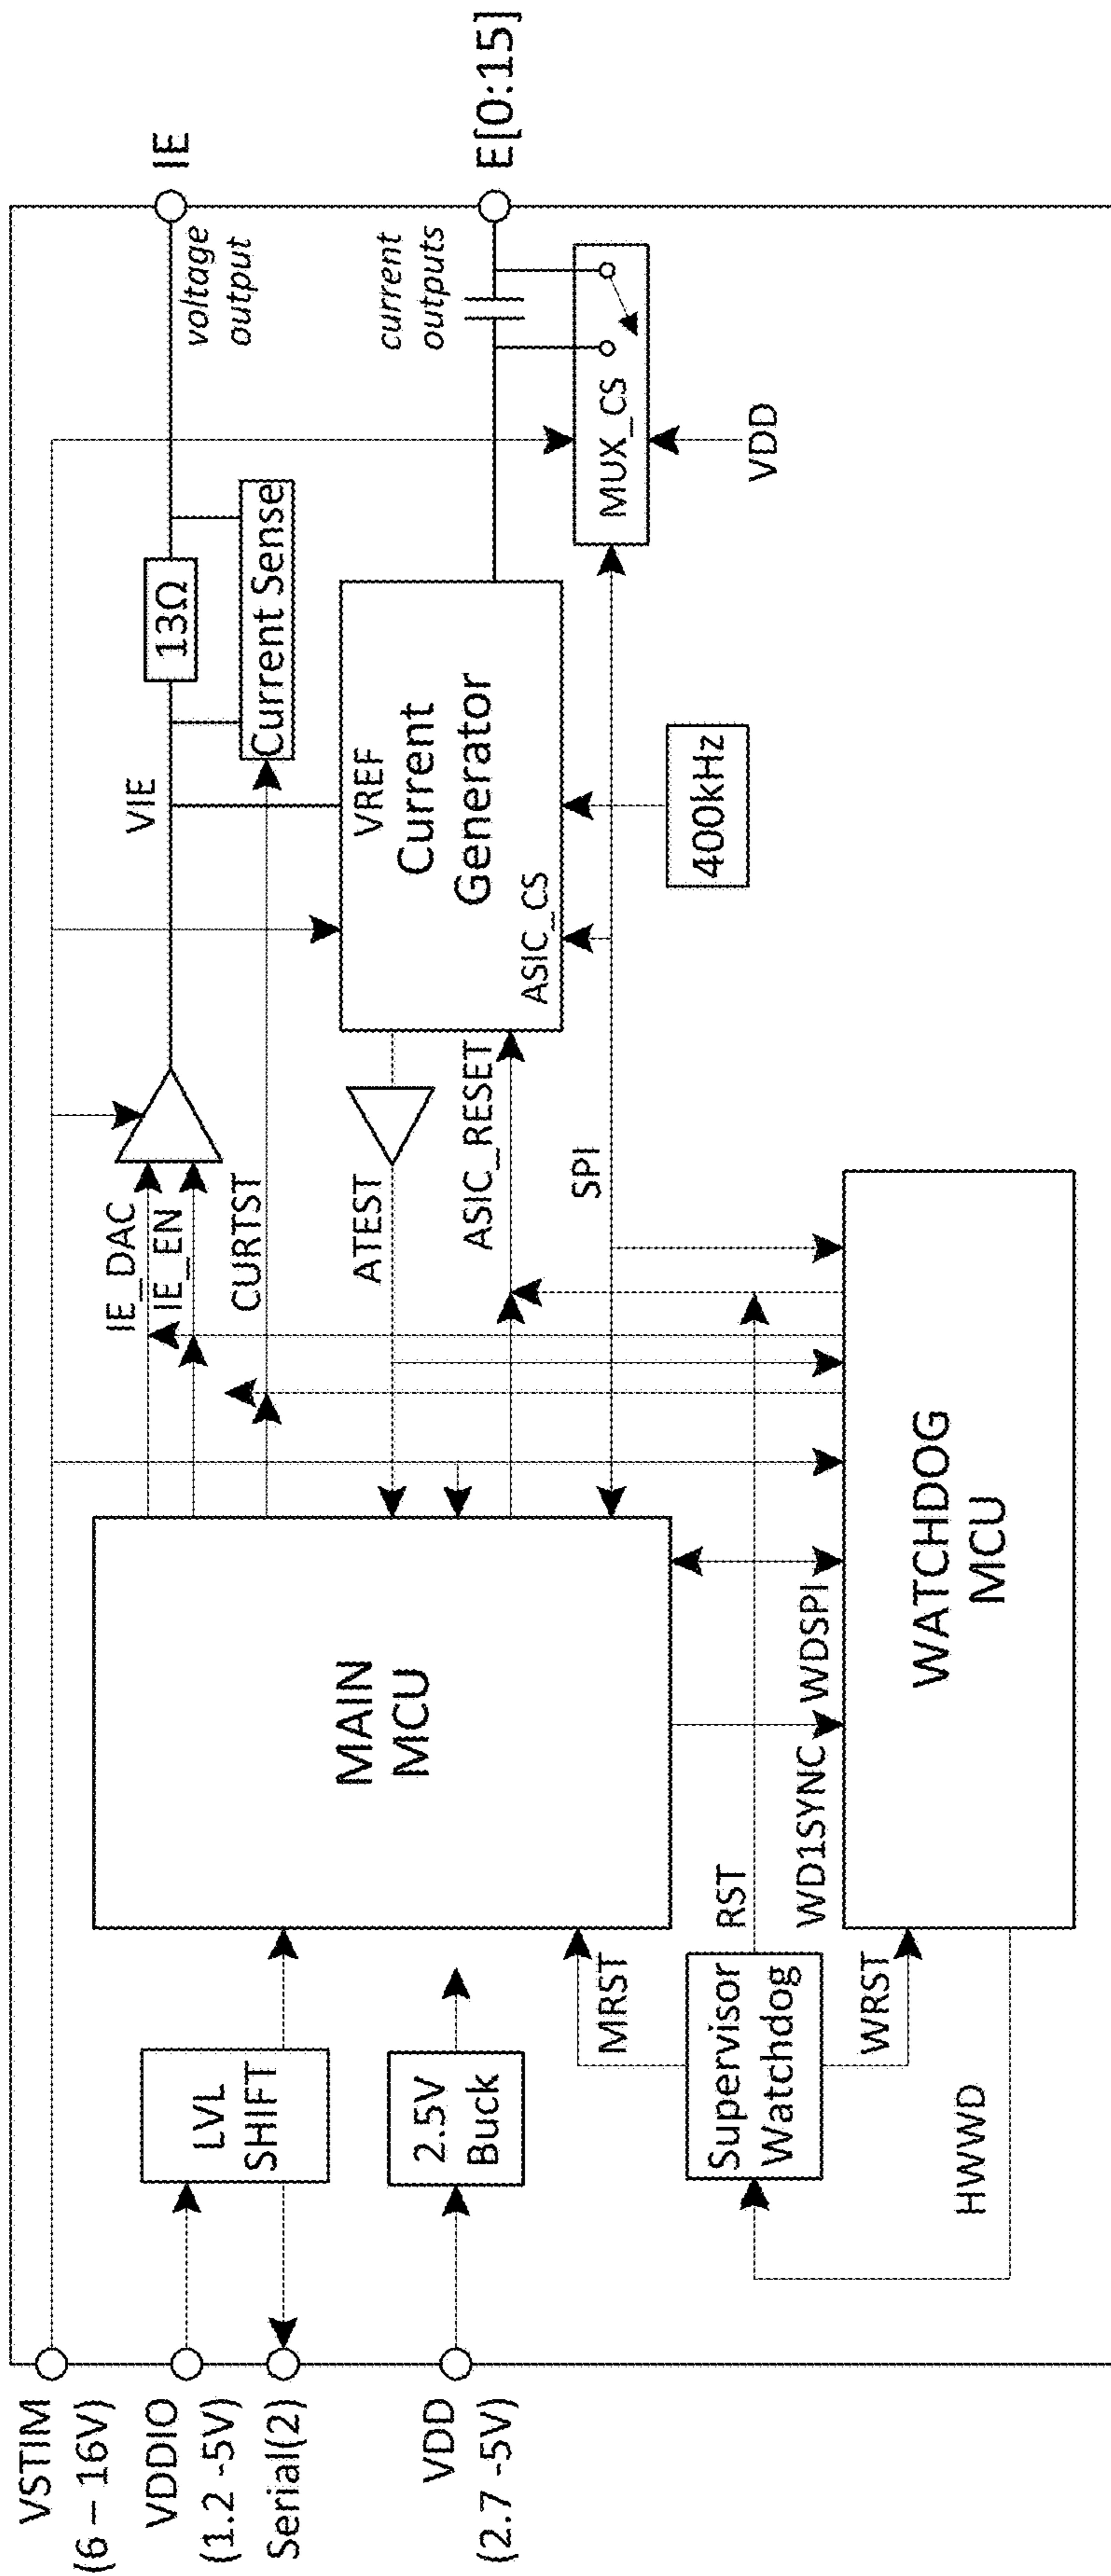 VSTIM
(6 – 16V)
VDDIO
(1.2 -5V)
Serial(2)
VDD
(2.7 -5V)
LVL
SHIFT
2.5V
Buck
MAIN
MCU
MRST
Supervisor
Watchdog
RST
WRST
HWWD
WD1SYNC
WDSPI
WATCHDOG
MCU
IE_DAC
IE_EN
CURTST
ATEST
ASIC_RESET
SPI
VIE
13Ω
Current Sense
VREF
Current
Generator
ASIC_CS
400kHz
MUX_CS
VDD
voltage
output
current
outputs
IE
E[0:15]